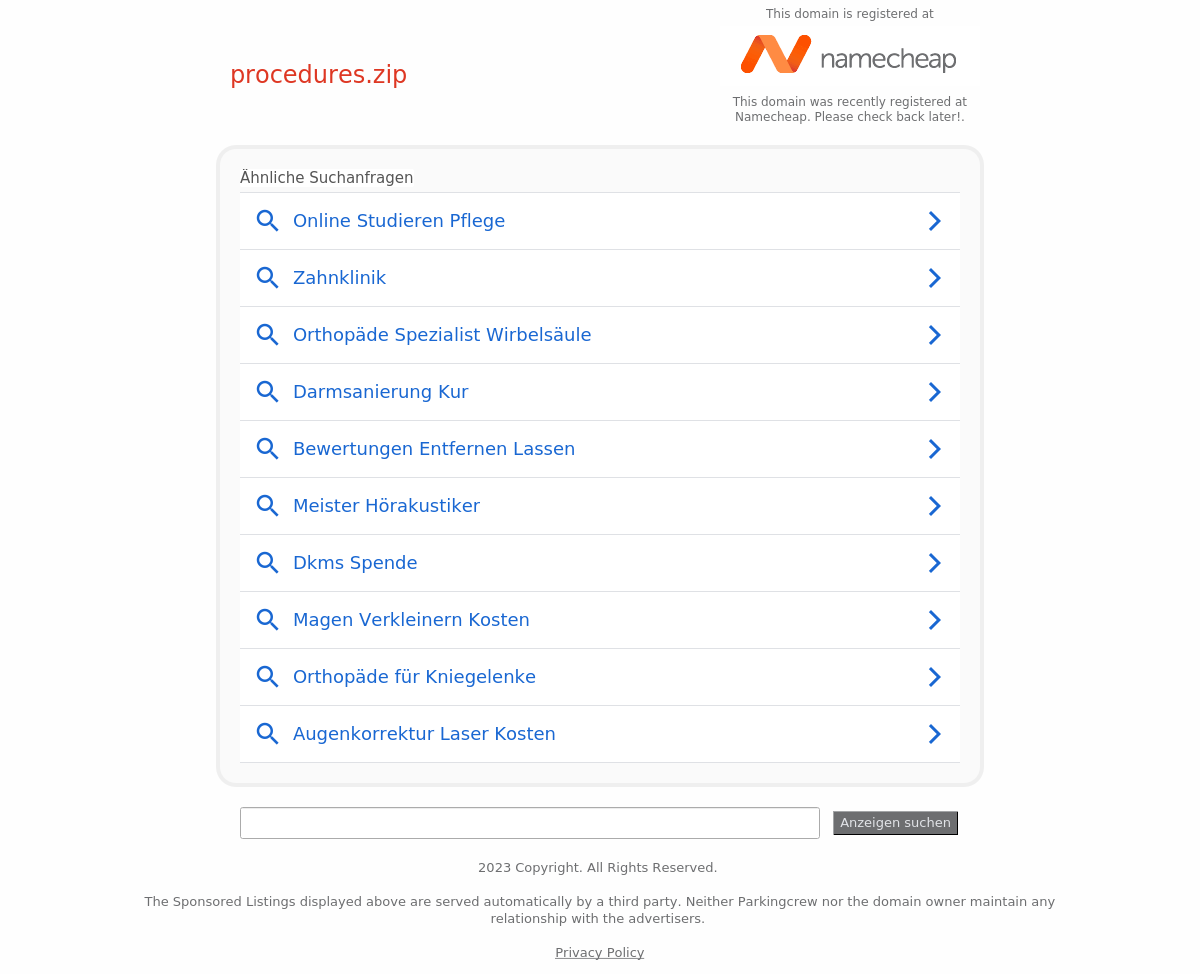 This domain is registered at
namecheap
procedures.zip
This domain was recently registered at
Namecheap. Please check back later!.
Ähnliche Suchanfragen
Online Studieren Pflege
Zahnklinik
Orthopäde Spezialist Wirbelsäule
Darmsanierung Kur
Bewertungen Entfernen Lassen
Meister Hörakustiker
Dkms Spende
Magen Verkleinern Kosten
Orthopäde für Kniegelenke
Augenkorrektur Laser Kosten
Anzeigen suchen
2023 Copyright. All Rights Reserved.
The Sponsored Listings displayed above are served automatically by a third party. Neither Parkingcrew nor the domain owner maintain any
relationship with the advertisers.
Privacy Policy